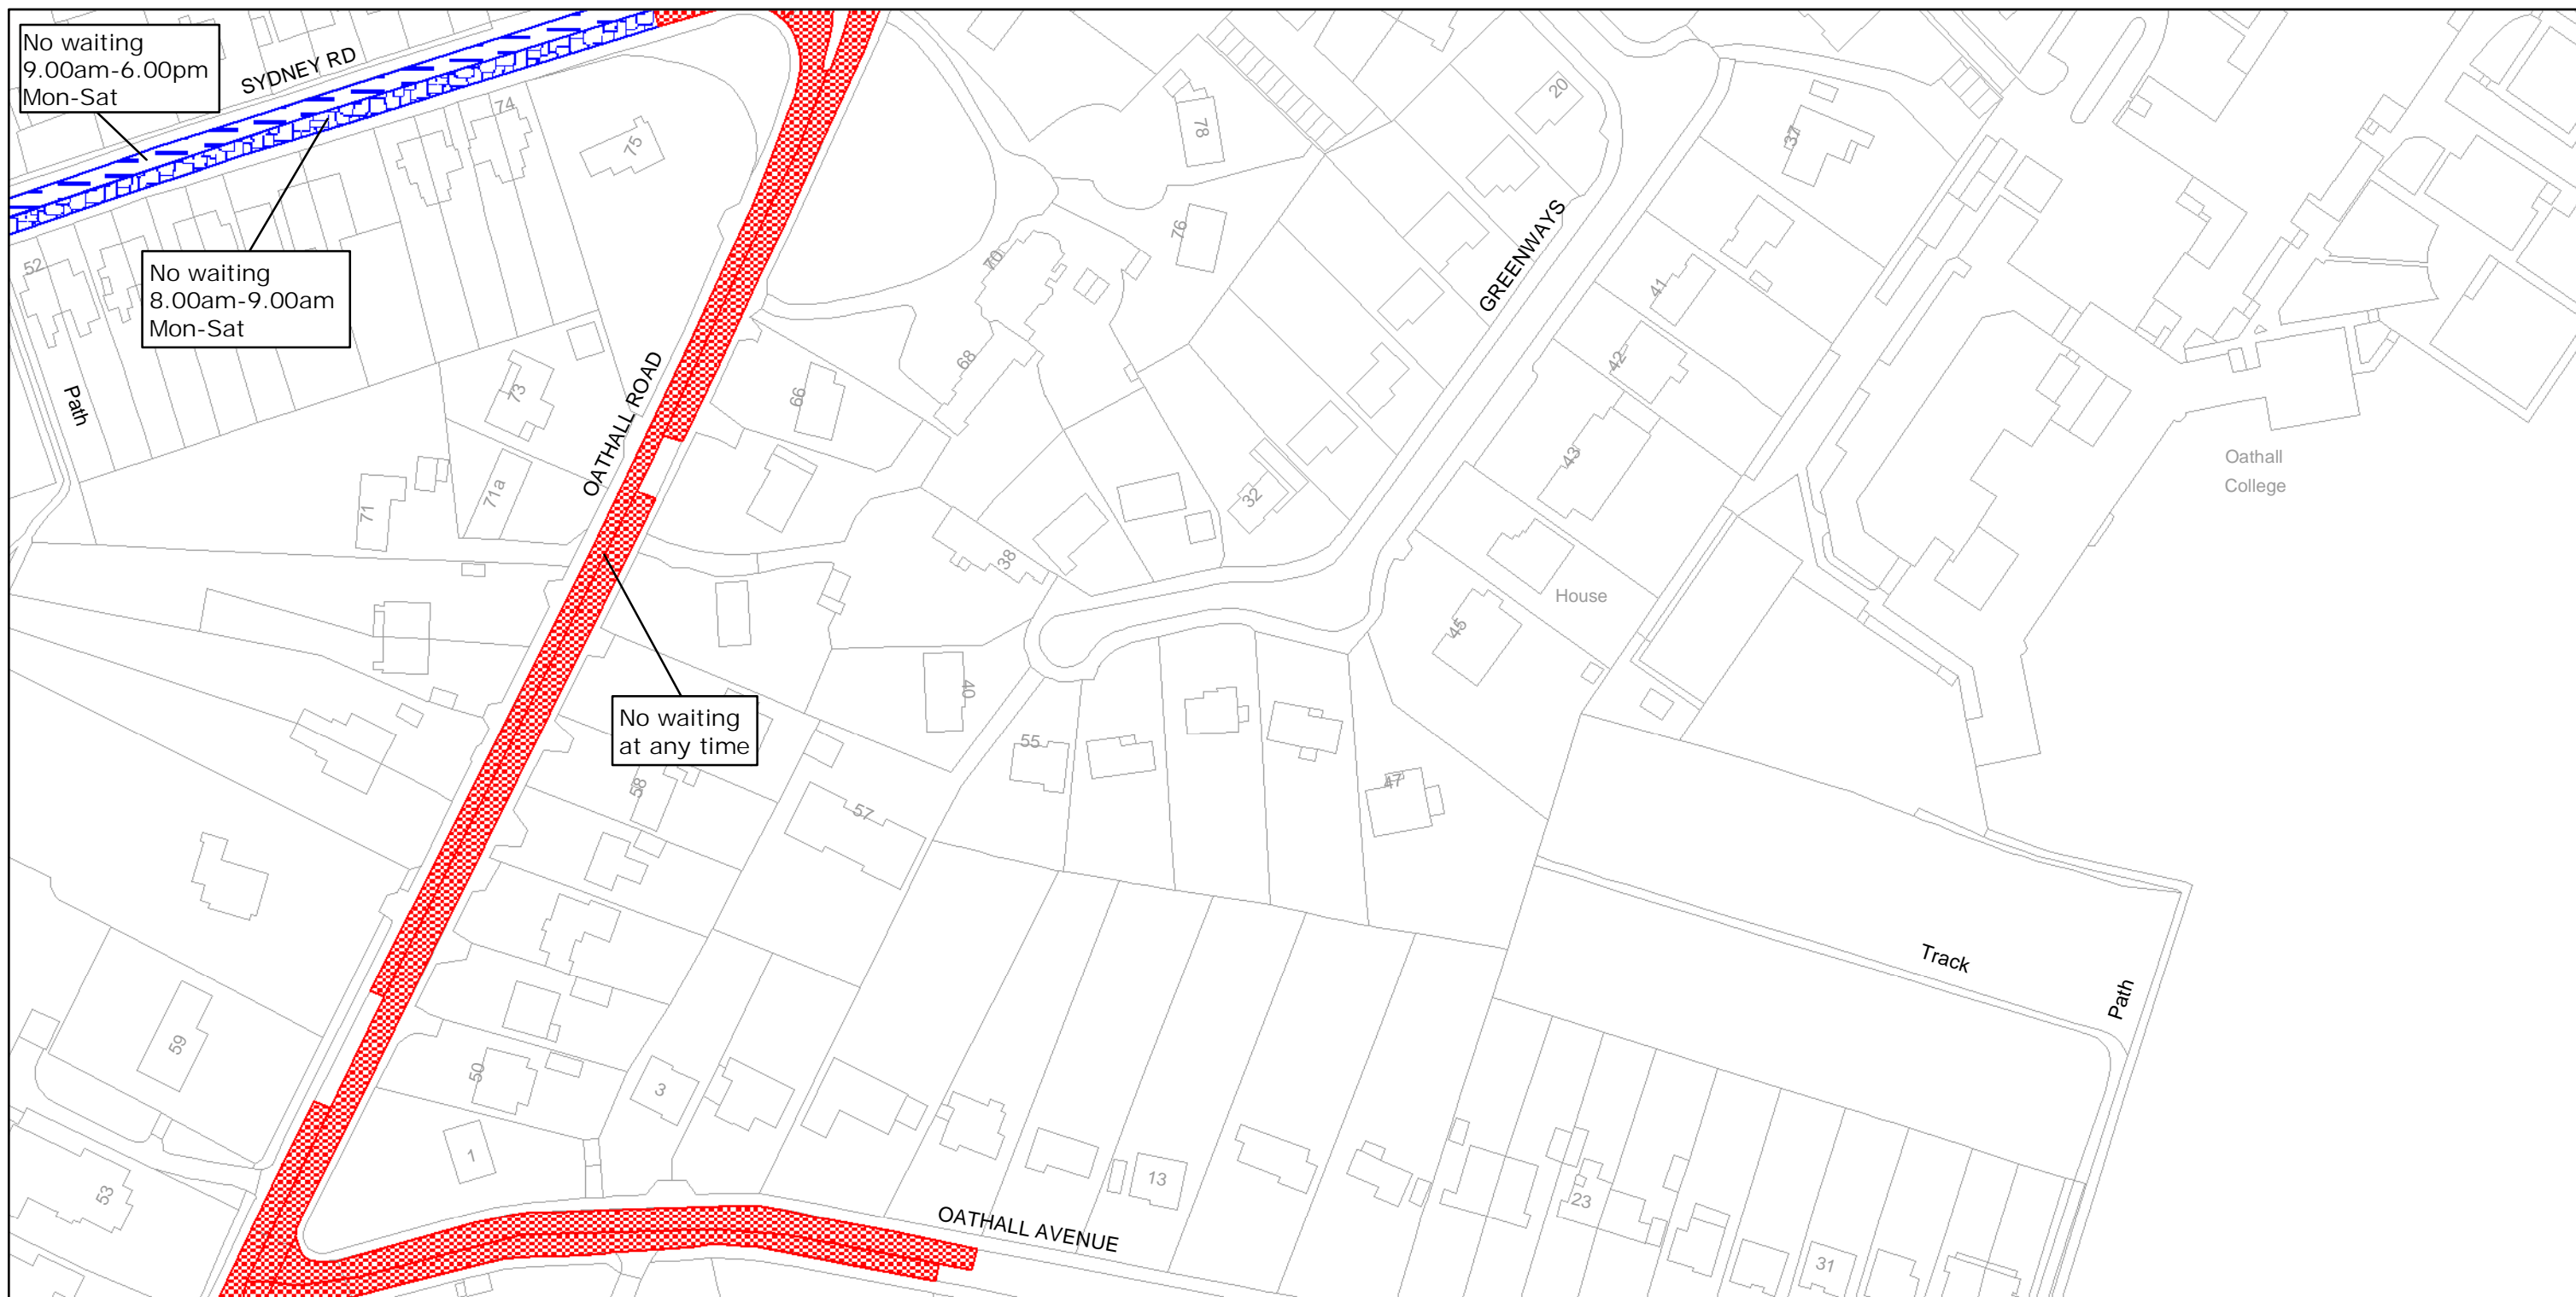 No waiting
9.00am-6.00pm
Mon-Sat
SYDNEY RD
74
75
52
No waiting
8.00am-9.00am
Mon-Sat
Path
73
71
71a
OATHALL ROAD
78
20
37
76
70
GREENWAYS
41
68
66
42
43
32
38
Oathall
College
House
45
40
No waiting
at any time
55
58
57
47
Track
Path
59
50
3
1
53
13
OATHALL AVENUE
23
31